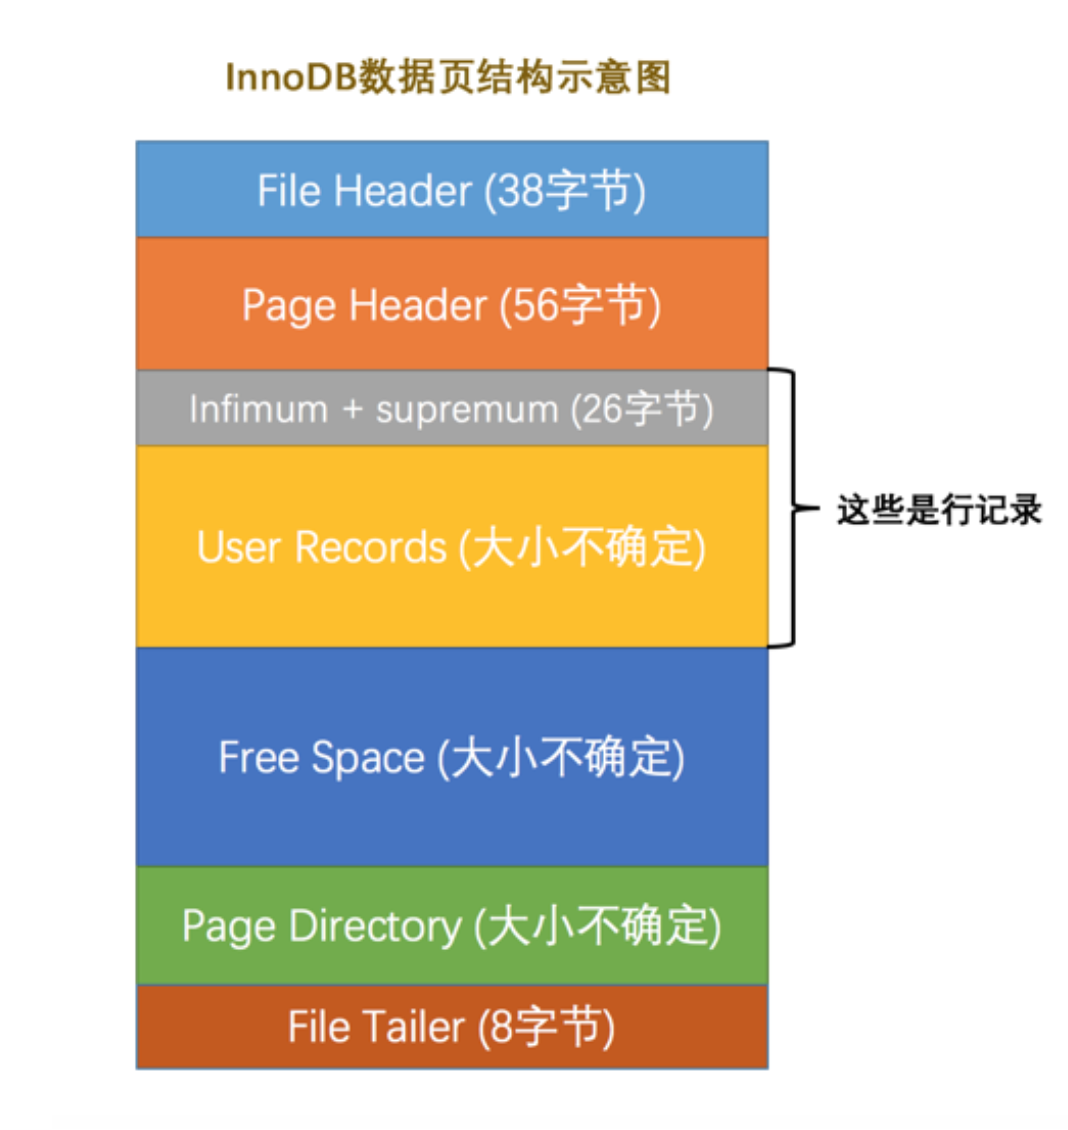 InnoDB数据页结构示意图
File Header (38字节)
Page Header (56字节)
Infimum + supremum (26字节)
User Records (大小不确定)
这些是行记录
Free Space (大小不确定)
Page Directory (大小不确定)
File Tailer (8字节)